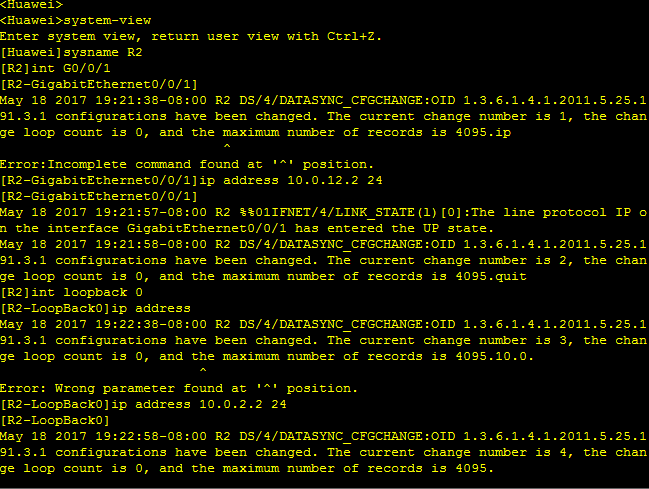 <Huawei>
<Huawei>system-view
Enter system view, return user view with Ctrl+Z.
[Huawei]sysname R2
[R2]int G0/0/1
[R2-GigabitEthernet0/0/1]
May 18 2017 19:21:38-08:00 R2 DS/4/DATASYNC_CFGCHANGE:OID 1.3.6.1.4.1.2011.5.25.1
91.3.1 configurations have been changed. The current change number is 1, the chan
ge loop count is 0, and the maximum number of records is 4095.ip
^
Error:Incomplete command found at '^' position.
[R2-GigabitEthernet0/0/1]ip address 10.0.12.2 24
[R2-GigabitEthernet0/0/1]
May 18 2017 19:21:57-08:00 R2 %%01IFNET/4/LINK_STATE(l)[0]:The line protocol IP o
n the interface GigabitEthernet0/0/1 has entered the UP state.
May 18 2017 19:21:58-08:00 R2 DS/4/DATASYNC_CFGCHANGE:OID 1.3.6.1.4.1.2011.5.25.1
91.3.1 configurations have been changed. The current change number is 2, the chan
ge loop count is 0, and the maximum number of records is 4095.quit
[R2]int loopback 0
[R2-LoopBack0]ip address
May 18 2017 19:22:38-08:00 R2 DS/4/DATASYNC_CFGCHANGE:OID 1.3.6.1.4.1.2011.5.25.1
91.3.1 configurations have been changed. The current change number is 3, the chan
ge loop count is 0, and the maximum number of records is 4095.10.0.
^
Error: Wrong parameter found at '^' position.
[R2-LoopBack0]ip address 10.0.2.2 24
[R2-LoopBack0]
May 18 2017 19:22:58-08:00 R2 DS/4/DATASYNC_CFGCHANGE:OID 1.3.6.1.4.1.2011.5.25.1
91.3.1 configurations have been changed. The current change number is 4, the chan
ge loop count is 0, and the maximum number of records is 4095.